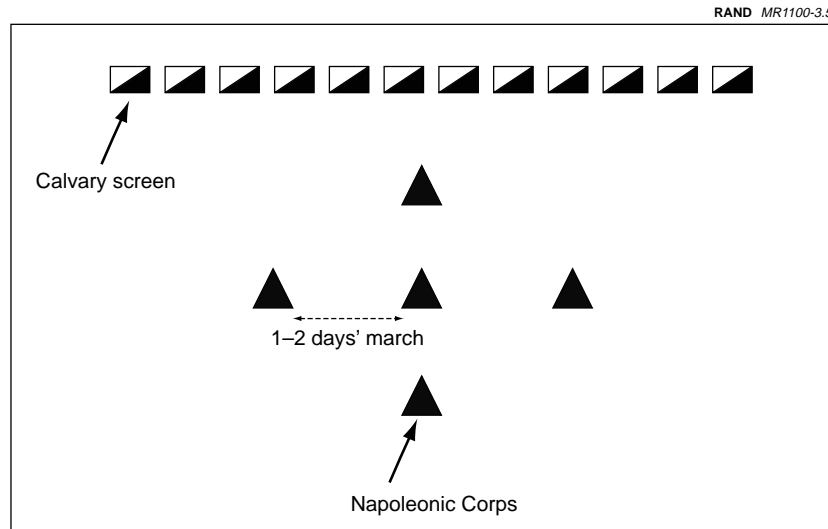 RAND MR1100-3.5
Calvary screen
1–2 days’ march
Napoleonic Corps